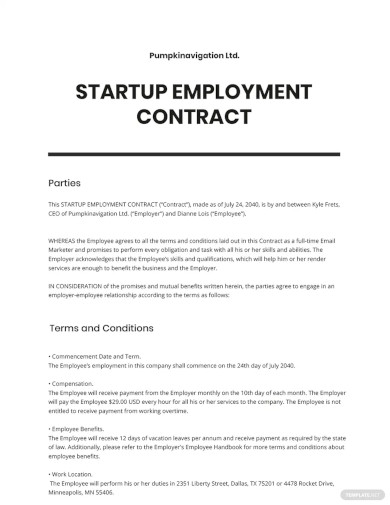 Pumpkinavigation Ltd.
STARTUP EMPLOYMENT
CONTRACT
Parties
This STARTUP EMPLOYMENT CONTRACT (“Contract”), made as of July 24, 2040, is by and between Kyle Frets,
CEO of Pumpkinavigation Ltd. (“Employer”) and Dianne Lois (“Employee”).
WHEREAS the Employee agrees to all the terms and conditions laid out in this Contract as a full-time Email
Marketer and promises to perform every obligation and task with all his or her skills and abilities. The
Employer acknowledges that the Employee’s skills and qualifications, which will help him or her render
services are enough to benefit the business and the Employer.
IN CONSIDERATION of the promises and mutual benefits written herein, the parties agree to engage in an
employer-employee relationship according to the terms as follows:
Terms and Conditions
• Commencement Date and Term.
The Employee’s employment in this company shall commence on the 24th day of July 2040.
• Compensation.
The Employee will receive payment from the Employer monthly on the 10th day of each month. The Employer
will pay the Employee $29.00 USD every hour for all his or her services to the company. The Employee is not
entitled to receive payment from working overtime.
• Employee Benefits.
The Employee will receive 12 days of vacation leaves per annum and receive payment as required by the state
of law. Additionally, please refer to the Employer’s Employee Handbook for more terms and conditions about
employee benefits.
• Work Location.
The Employee will perform his or her duties in 2351 Liberty Street, Dallas, TX 75201 or 4478 Rocket Drive,
Minneapolis, MN 55406.
TEMPLATE.NET